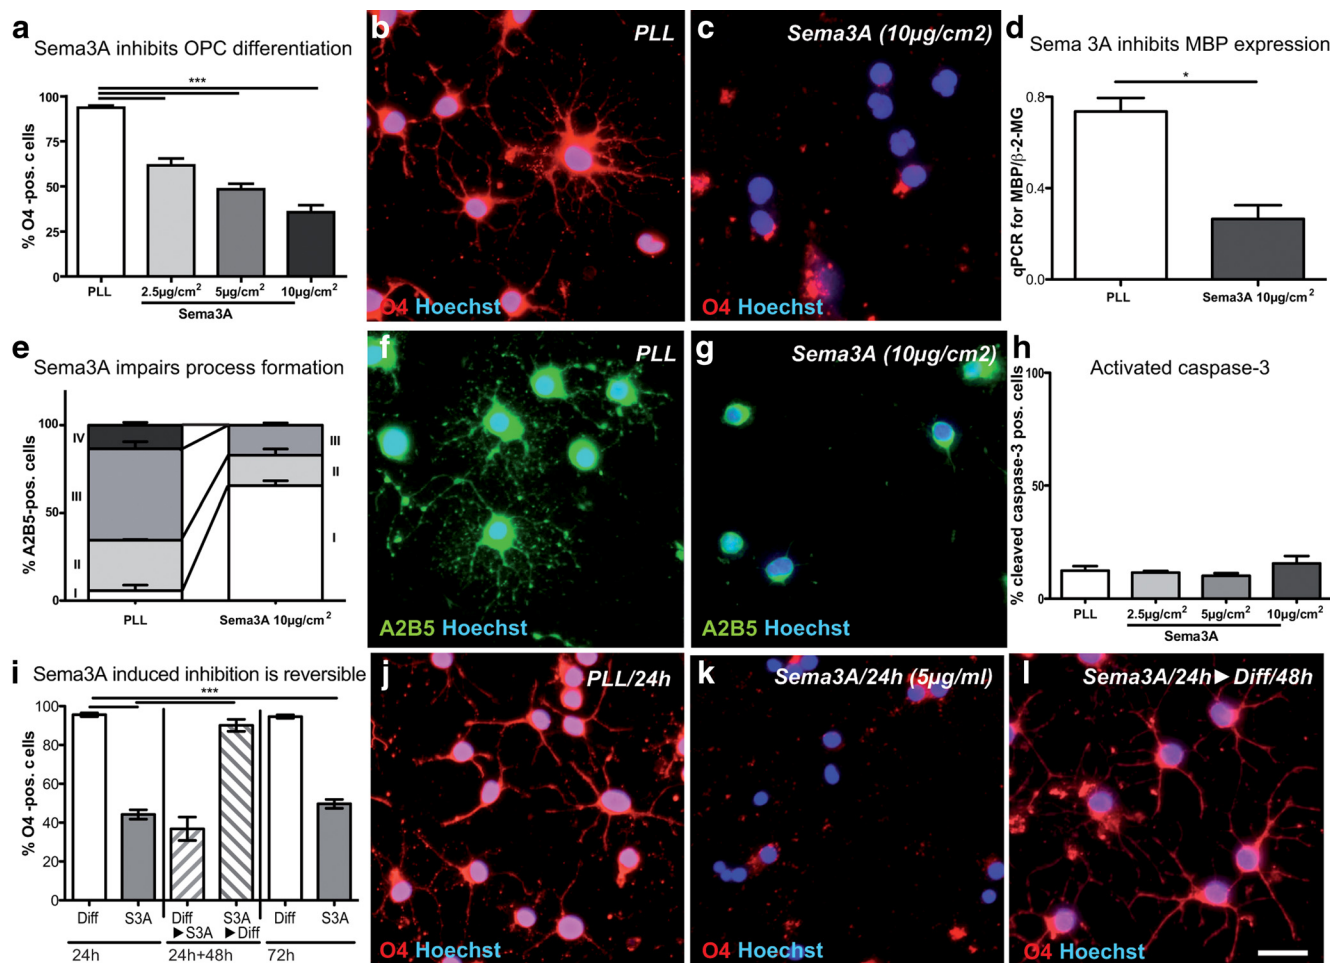 a
Sema3A inhibits OPC differentiation
***
% O4 -pos. cells
100
75
50
25
0
PLL
2.5µg/cm²
5µg/cm²
10µg/cm²
Sema3A
b
PLL
O4 Hoechst
c
Sema3A (10µg/cm2)
O4 Hoechst
d
Sema 3A inhibits MBP expression
*
qPCR for MBP/β-2-MG
0.8
0.4
0.0
PLL
Sema3A 10µg/cm²
e
Sema3A impairs process formation
% A2B5-pos. cells
100
50
0
IV
III
II
I
III
II
I
PLL
Sema3A 10µg/cm²
f
PLL
A2B5 Hoechst
g
Sema3A (10µg/cm2)
A2B5 Hoechst
h
Activated caspase-3
% cleaved caspase-3 pos. cells
100
50
0
PLL
2.5µg/cm²
5µg/cm²
10µg/cm²
Sema3A
i
Sema3A induced inhibition is reversible
***
% O4 -pos. cells
100
80
60
40
20
0
Diff
S3A
Diff
►S3A
S3A
►Diff
Diff
S3A
24h
24h+48h
72h
j
PLL/24h
O4 Hoechst
k
Sema3A/24h (5µg/ml)
O4 Hoechst
l
Sema3A/24h►Diff/48h
O4 Hoechst